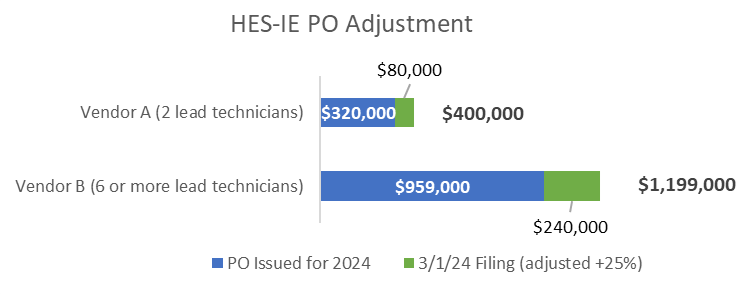 HES-IE PO Adjustment
$80,000
Vendor A (2 lead technicians) $320,000 $400,000
Vendor B (6 or more lead technicians) $959,000 $1,199,000
$240,000
PO Issued for 2024 3/1/24 Filing (adjusted +25%)